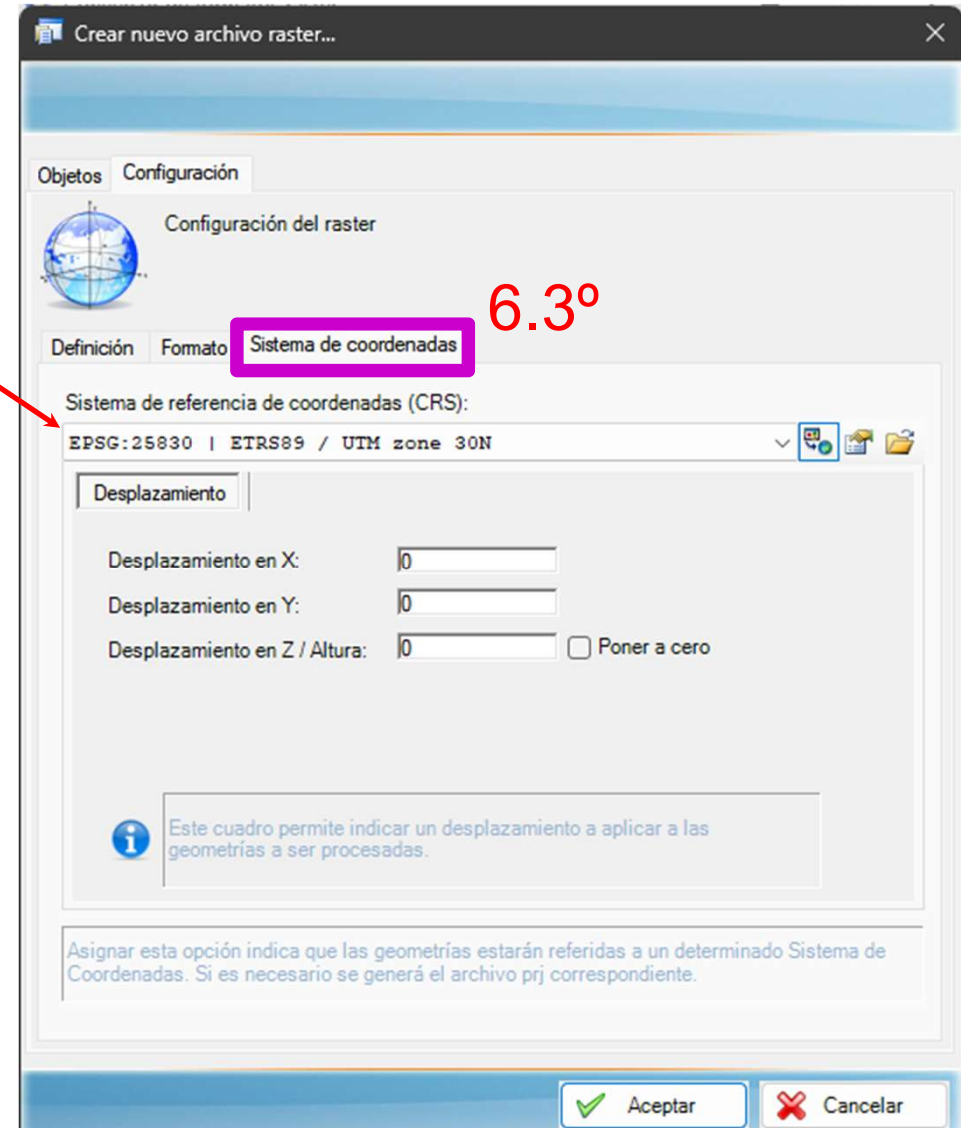 Crear nuevo archivo raster...
Objetos Configuración
Configuración del raster
6.3º
Definición Formato Sistema de coordenadas
Sistema de referencia de coordenadas (CRS):
EPSG:25830 | ETRS89 / UTM zone 30N
Desplazamiento
Desplazamiento en X: 0
Desplazamiento en Y: 0
Desplazamiento en Z / Altura: 0 Poner a cero
Este cuadro permite indicar un desplazamiento a aplicar a las
geometrías a ser procesadas.
Asignar esta opción indica que las geometrías estarán referidas a un determinado Sistema de
Coordenadas. Si es necesario se generá el archivo prj correspondiente.
Aceptar Cancelar